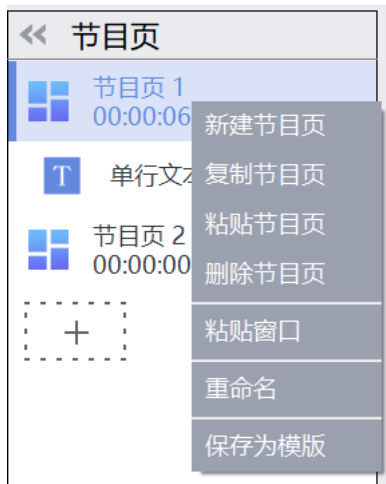 节目页
节目页 1
00:00:06
T
单行文
节目页 2
00:00:00
新建节目页
复制节目页
粘贴节目页
删除节目页
粘贴窗口
重命名
保存为模版